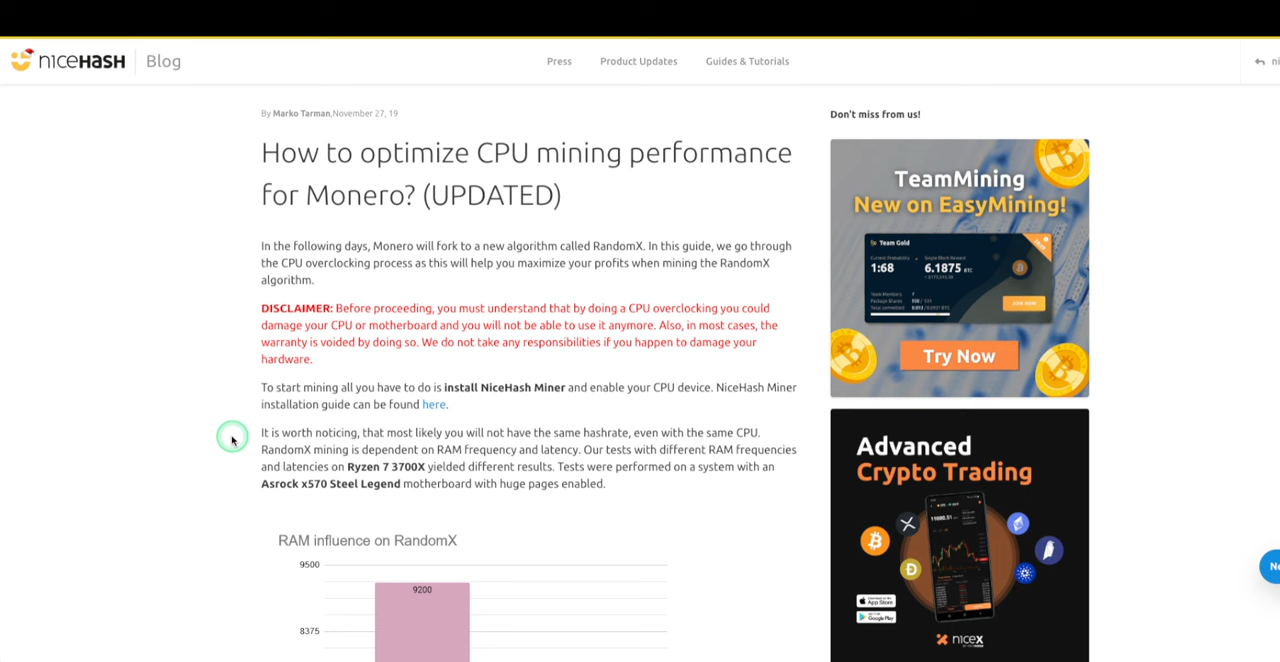 nicehash Blog
Press Product Updates Guides & Tutorials
By Marko Tarman,November 27, 19
How to optimize CPU mining performance
for Monero? (UPDATED)
In the following days, Monero will fork to a new algorithm called RandomX. In this guide, we go through
the CPU overclocking process as this will help you maximize your profits when mining the RandomX
algorithm.
DISCLAIMER: Before proceeding, you must understand that by doing a CPU overclocking you could
damage your CPU or motherboard and you will not be able to use it anymore. Also, in most cases, the
warranty is voided by doing so. We do not take any responsibilities if you happen to damage your
hardware.
To start mining all you have to do is install NiceHash Miner and enable your CPU device. NiceHash Miner
installation guide can be found here.
It is worth noticing, that most likely you will not have the same hashrate, even with the same CPU.
RandomX mining is dependent on RAM frequency and latency. Our tests with different RAM frequencies
and latencies on Ryzen 7 3700X yielded different results. Tests were performed on a system with an
Asrock x570 Steel Legend motherboard with huge pages enabled.
RAM influence on RandomX
9500
9200
8375
Don't miss from us!
TeamMining
New on EasyMining!
Team Gold
1:68
6.1875 BTC
Try Now
Advanced
Crypto Trading
App Store
Google Play
nicex